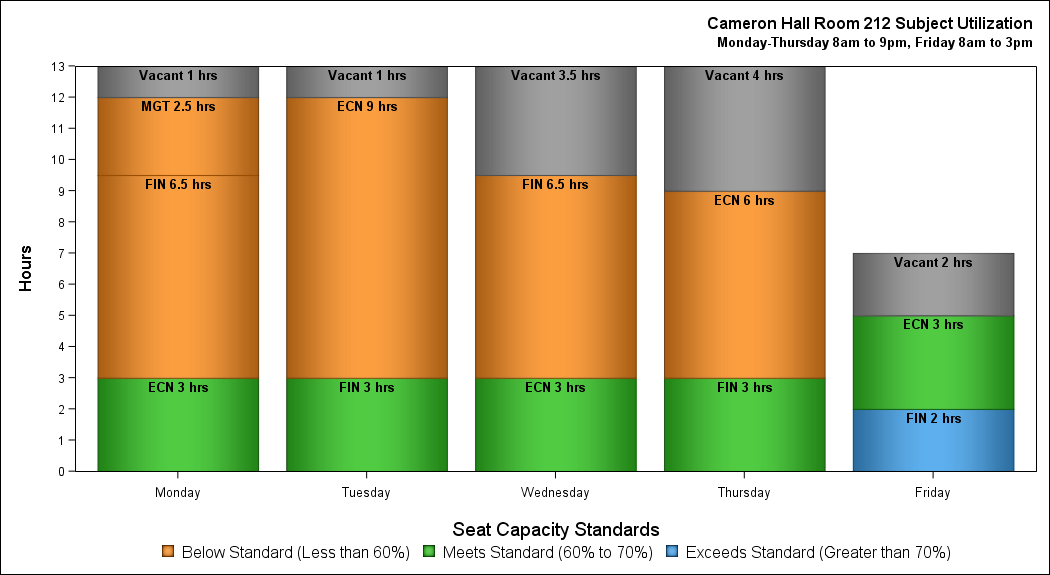 Cameron Hall Room 212 Subject Utilization
Monday-Thursday 8am to 9pm, Friday 8am to 3pm
Hours
13
12
11
10
9
8
7
6
5
4
3
2
1
0
Vacant 1 hrs
MGT 2.5 hrs
FIN 6.5 hrs
ECN 3 hrs
Vacant 1 hrs
ECN 9 hrs
FIN 3 hrs
Vacant 3.5 hrs
FIN 6.5 hrs
ECN 3 hrs
Vacant 4 hrs
ECN 6 hrs
FIN 3 hrs
Vacant 2 hrs
ECN 3 hrs
FIN 2 hrs
Monday Tuesday Wednesday Thursday Friday
Seat Capacity Standards
Below Standard (Less than 60%) Meets Standard (60% to 70%) Exceeds Standard (Greater than 70%)